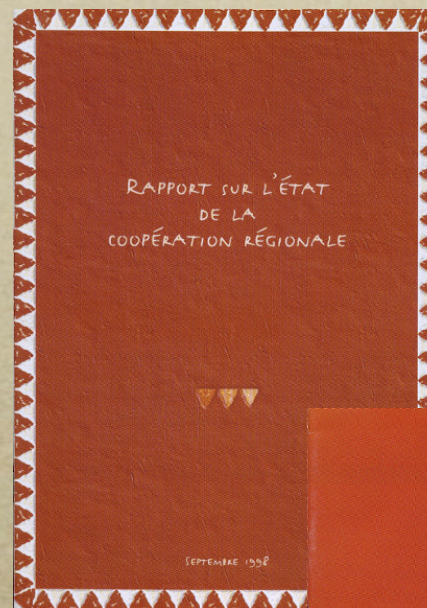 RAPPORT SUR L'ÉTAT
DE LA
COOPÉRATION RÉGIONALE
SEPTEMBRE 1998